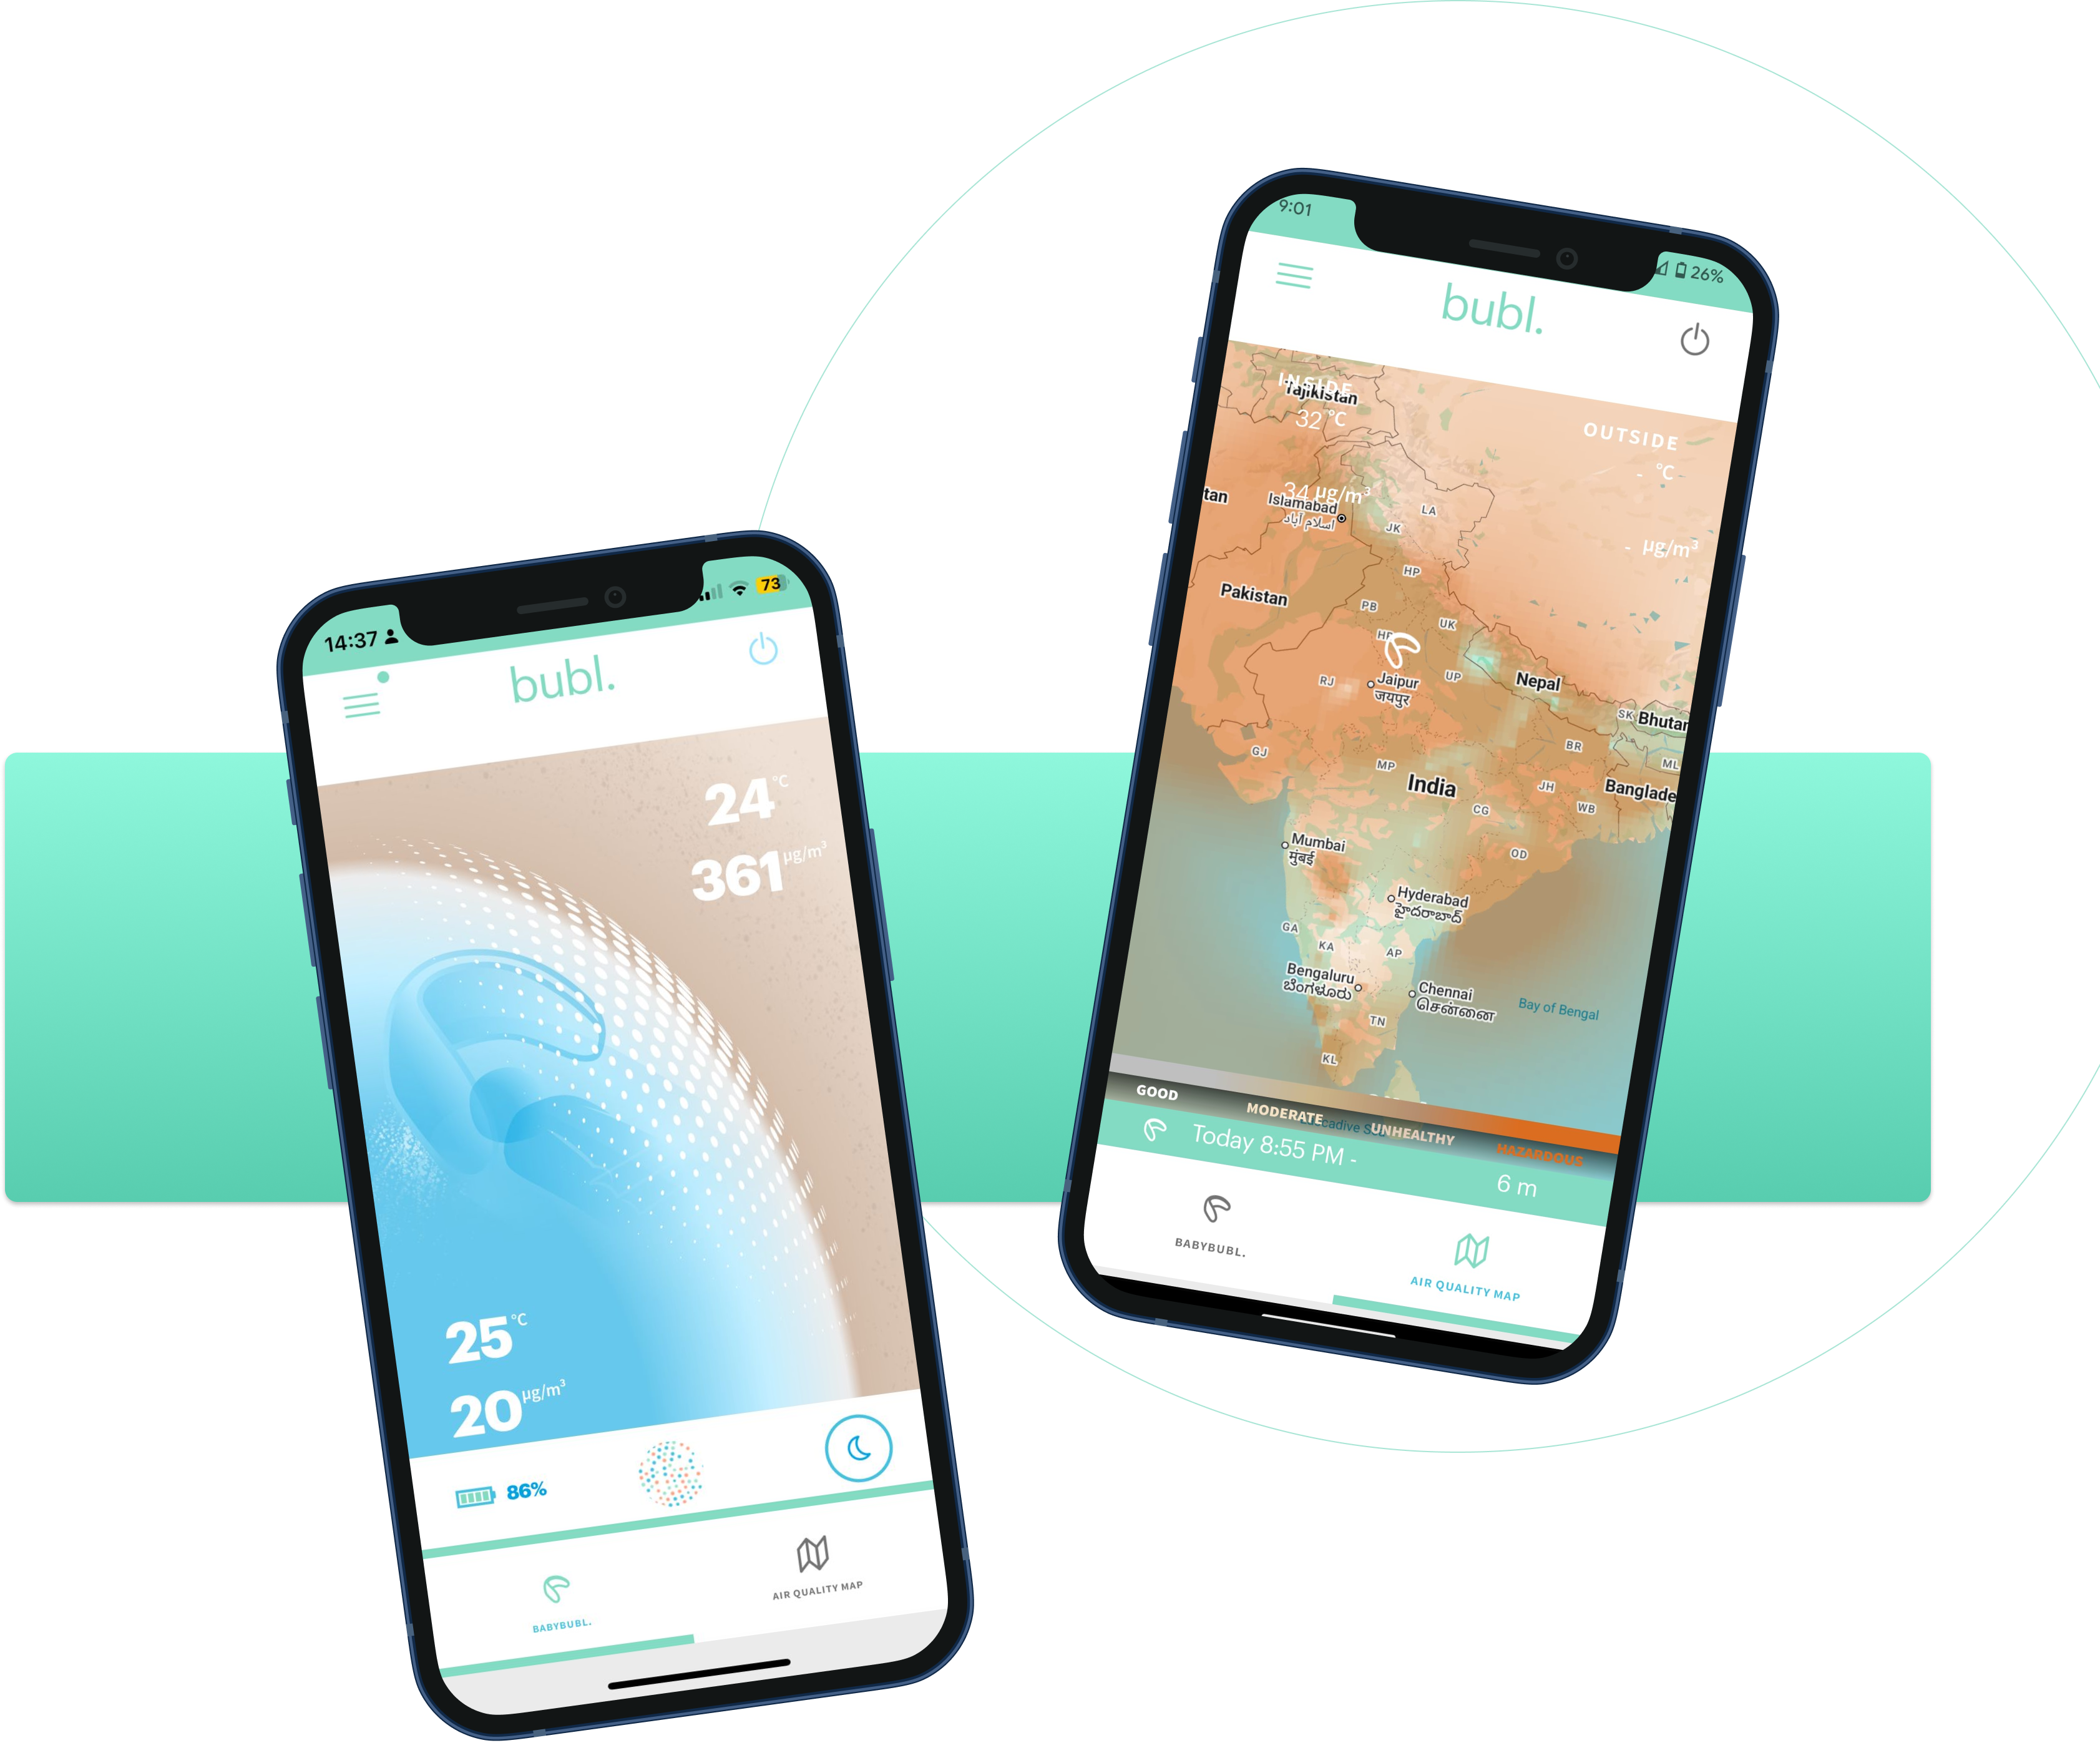 14:37
73
bubl.
24 °C
361 µg/m³
25 °C
20 µg/m³
86%
BABYBUBL.
AIR QUALITY MAP
9:01
26%
bubl.
INSIDE
Tajikistan
32 °C
OUTSIDE
- °C
34 µg/m³
- µg/m³
tan
Islamabad
اسلام آباد
LA
JK
HP
Pakistan
PB
UK
HR
RJ
Jaipur
जयपुर
UP
Nepal
SK
Bhutan
GJ
MP
BR
ML
India
JH
Banglade
CG
WB
Mumbai
मुंबई
OD
Hyderabad
హైదరాబాద్
GA
KA
AP
Bengaluru
ಬೆಂಗಳೂರು
Chennai
சென்னை
Bay of Bengal
TN
KL
GOOD
MODERATE
UNHEALTHY
HAZARDOUS
Today 8:55 PM -
6 m
BABYBUBL.
AIR QUALITY MAP